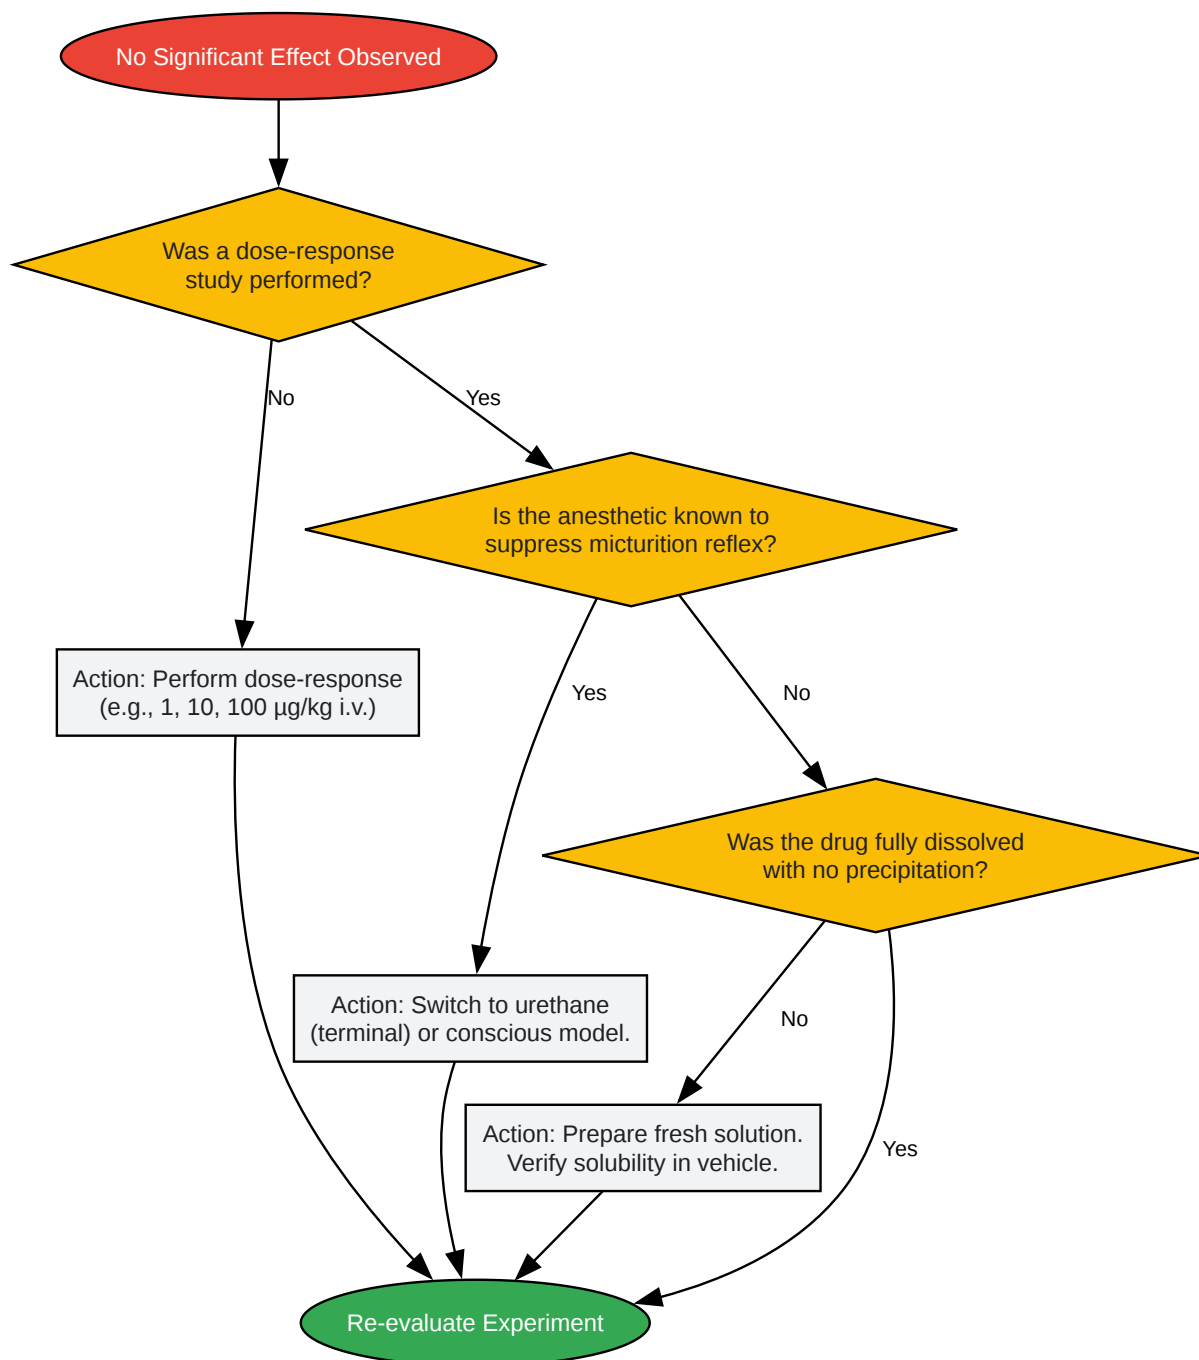 No Significant Effect Observed
Was a dose-response
study performed?
No
Yes
Is the anesthetic known to
suppress micturition reflex?
Action: Perform dose-response
(e.g., 1, 10, 100 µg/kg i.v.)
Yes
No
Was the drug fully dissolved
with no precipitation?
Action: Switch to urethane
(terminal) or conscious model.
No
Action: Prepare fresh solution.
Verify solubility in vehicle.
Yes
Re-evaluate Experiment